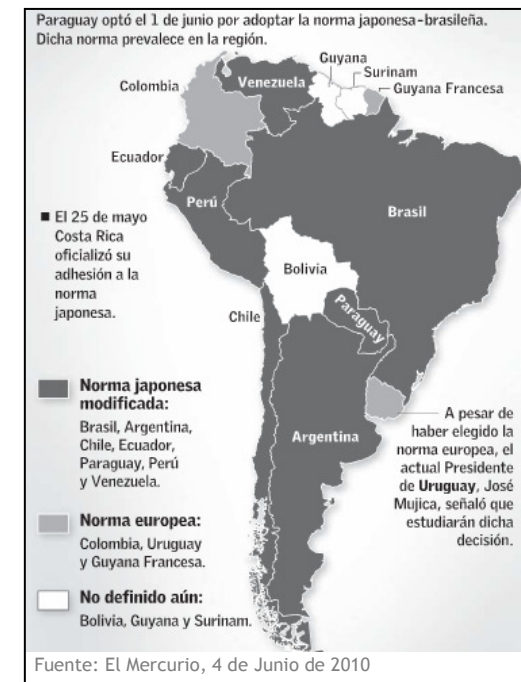 Paraguay optó el 1 de junio por adoptar la norma japonesa-brasileña.
Dicha norma prevalece en la región.
Guyana
Surinam
Guyana Francesa
Colombia
Venezuela
Ecuador
Perú
Brasil
■ El 25 de mayo
Costa Rica
oficializó su
adhesión a la
norma
japonesa.
Bolivia
Chile
Paraguay
Argentina
Norma japonesa
modificada:
Brasil, Argentina,
Chile, Ecuador,
Paraguay, Perú
y Venezuela.
A pesar de
haber elegido la
norma europea, el
actual Presidente
de Uruguay, José
Mujica, señaló que
estudiarán dicha
decisión.
Norma europea:
Colombia, Uruguay
y Guyana Francesa.
No definido aún:
Bolivia, Guyana y Surinam.
Fuente: El Mercurio, 4 de Junio de 2010